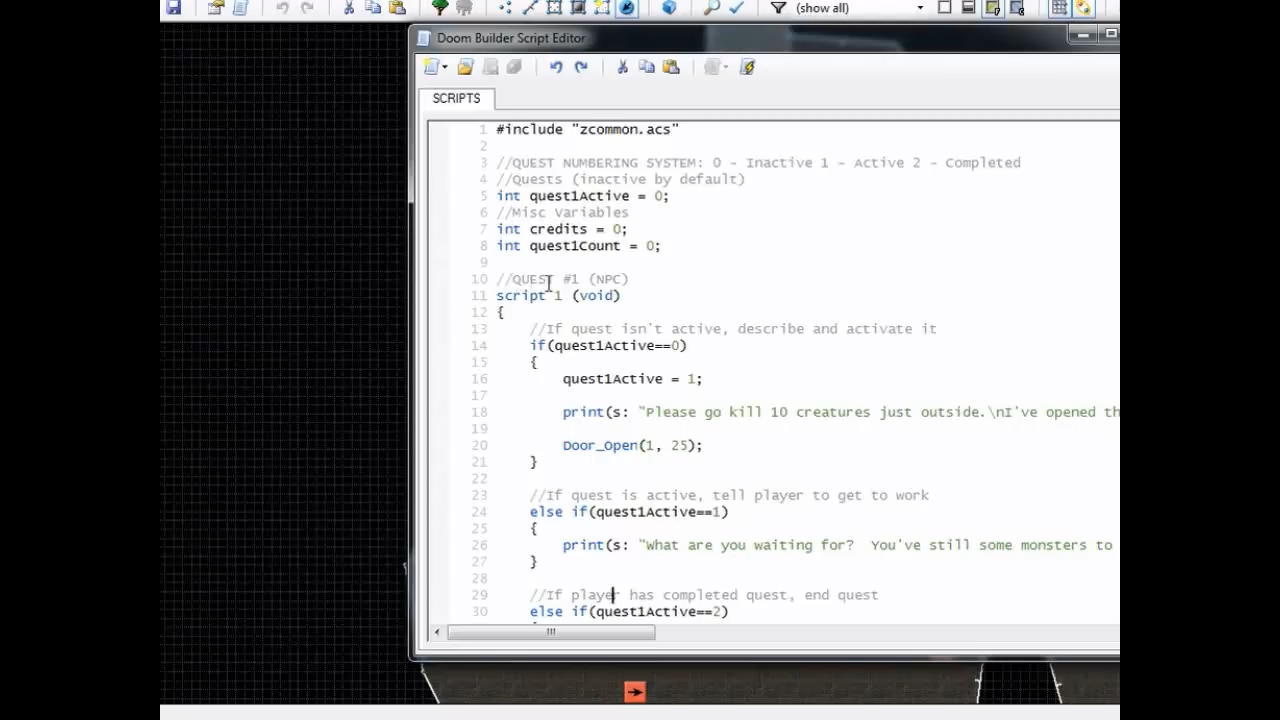 (show all)
Doom Builder Script Editor
SCRIPTS
1 #include "zcommon.acs"
2
3 //QUEST NUMBERING SYSTEM: 0 - Inactive 1 - Active 2 - Completed
4 //Quests (inactive by default)
5 int quest1Active = 0;
6 //Misc Variables
7 int credits = 0;
8 int quest1Count = 0;
9
10 //QUEST #1 (NPC)
11 script 1 (void)
12 {
13 //If quest isn't active, describe and activate it
14 if(quest1Active==0)
15 {
16 quest1Active = 1;
17
18 print(s: "Please go kill 10 creatures just outside.\nI've opened th
19
20 Door_Open(1, 25);
21 }
22
23 //If quest is active, tell player to get to work
24 else if(quest1Active==1)
25 {
26 print(s: "What are you waiting for?  You've still some monsters to
27 }
28
29 //If player has completed quest, end quest
30 else if(quest1Active==2)